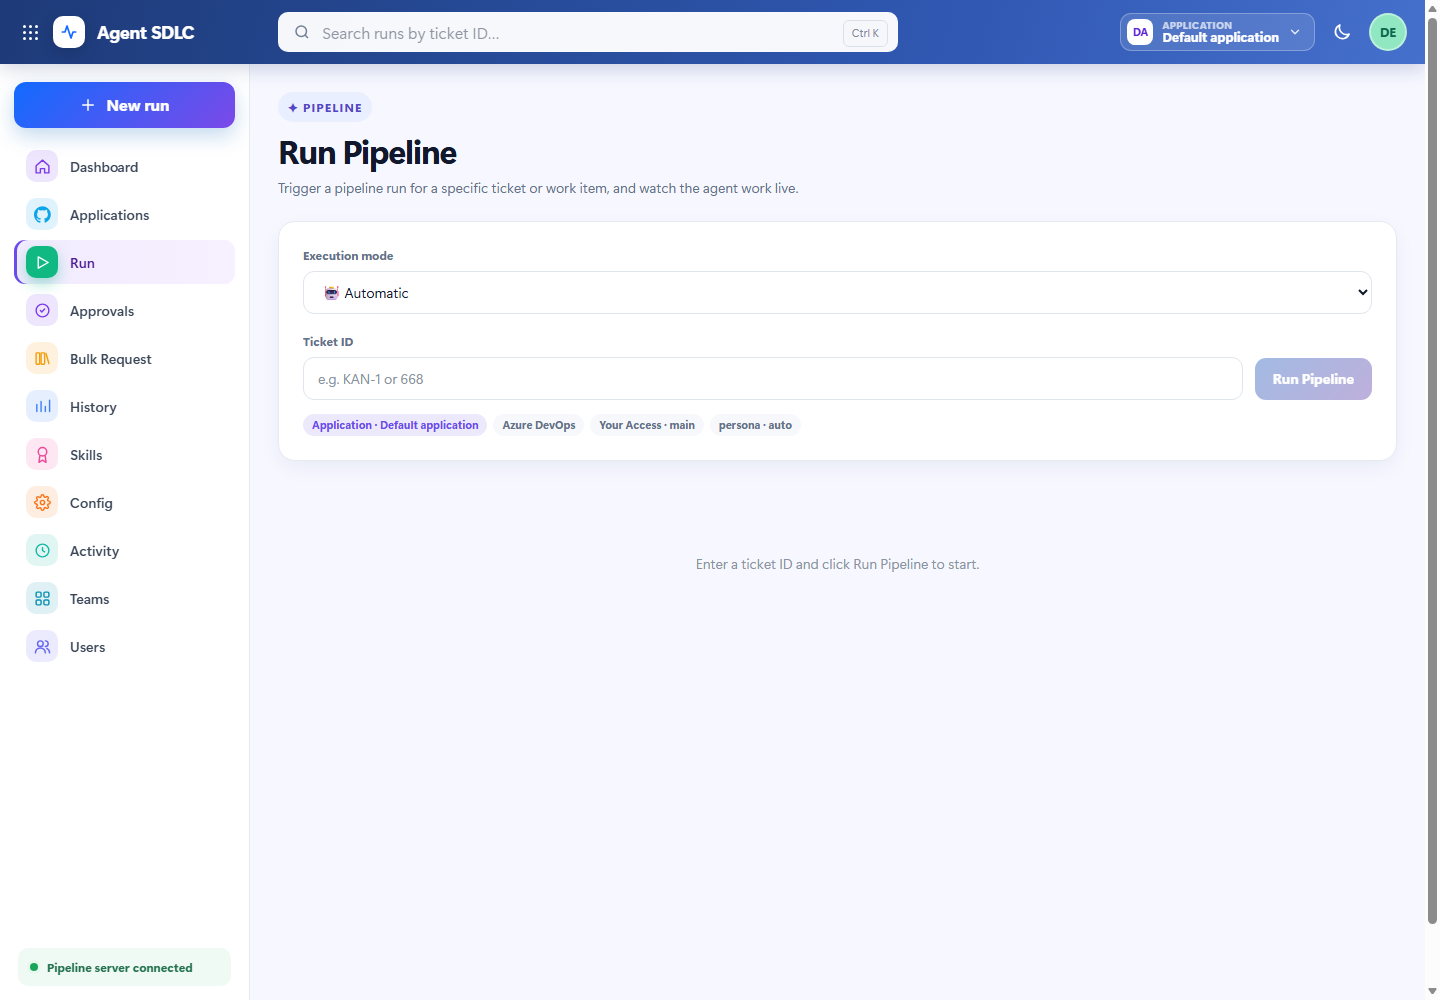 Agent SDLC
Search runs by ticket ID...
Ctrl K
DA
APPLICATION
Default application
DE
New run
Dashboard
Applications
Run
Approvals
Bulk Request
History
Skills
Config
Activity
Teams
Users
Pipeline server connected
✦ PIPELINE
Run Pipeline
Trigger a pipeline run for a specific ticket or work item, and watch the agent work live.
Execution mode
Automatic
Ticket ID
e.g. KAN-1 or 668
Run Pipeline
Application · Default application
Azure DevOps
Your Access · main
persona · auto
Enter a ticket ID and click Run Pipeline to start.